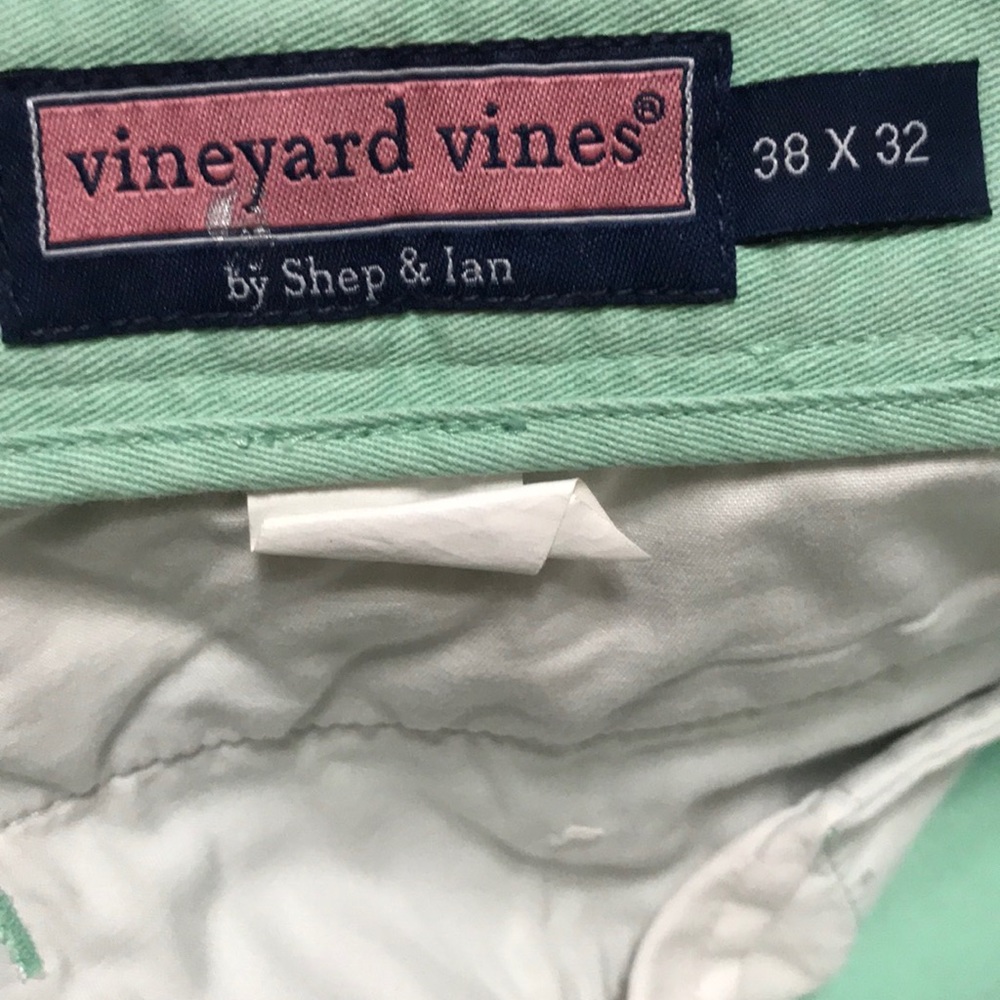 vineyard vines®
by Shep & Ian
38 X 32